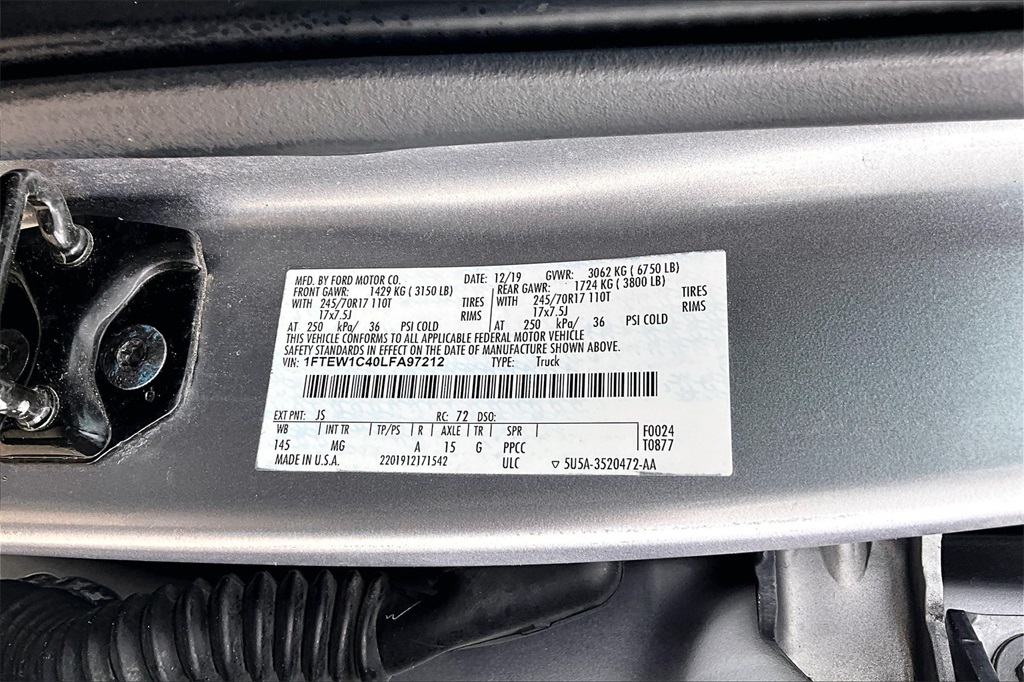 MFD. BY FORD MOTOR CO. DATE: 12/19 GVWR: 3062 KG ( 6750 LB)
FRONT GAWR: 1429 KG ( 3150 LB) REAR GAWR: 1724 KG ( 3800 LB)
WITH 245/70R17 110T TIRES WITH 245/70R17 110T TIRES
17x7.5J RIMS 17x7.5J RIMS
AT 250 kPa/ 36 PSI COLD AT 250 kPa/ 36 PSI COLD
THIS VEHICLE CONFORMS TO ALL APPLICABLE FEDERAL MOTOR VEHICLE
SAFETY STANDARDS IN EFFECT ON THE DATE OF MANUFACTURE SHOWN ABOVE.
VIN: 1FTEW1C40LFA97212 TYPE: Truck
EXT PNT: JS RC: 72 DSO:
WB INT TR TP/PS R AXLE TR SPR F0024
145 MG A 15 G PPCC T0877
MADE IN U.S.A. 2201912171542 ULC ▽ 5U5A-3520472-AA